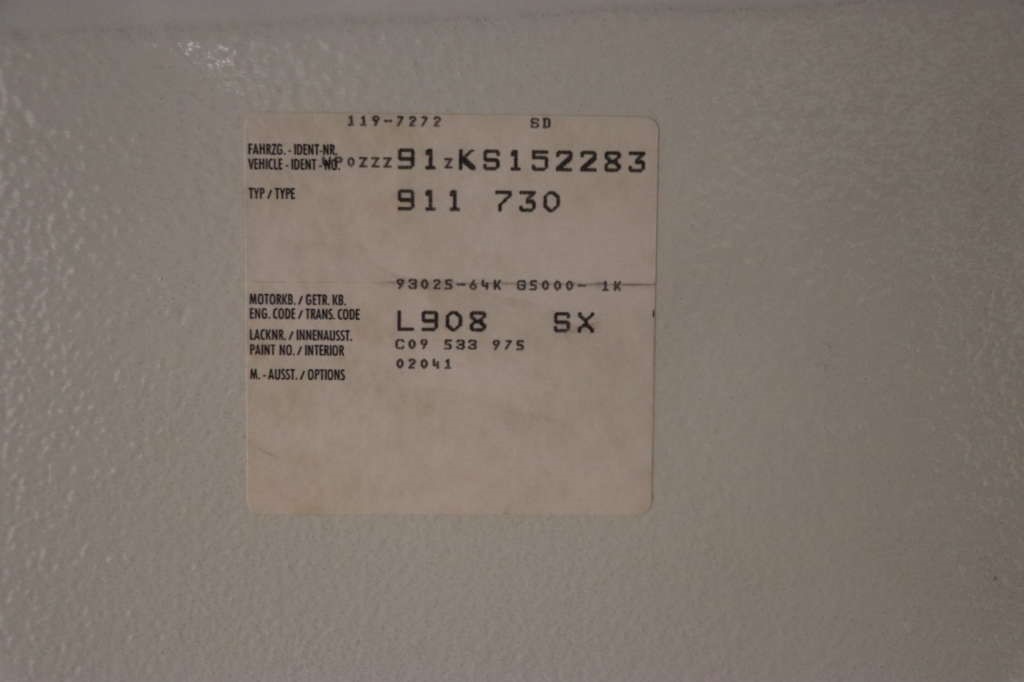 119-7272 SD
FAHRZG. - IDENT-NR.
VEHICLE - IDENT - NO. WP0ZZZ91ZKS152283
TYP / TYPE 911 730
93025-64K G5000- 1K
MOTORKB. / GETR. KB.
ENG. CODE / TRANS. CODE L908 SX
LACKNR. / INNENAUSST.
PAINT NO. / INTERIOR C09 533 975
02041
M. - AUSST. / OPTIONS